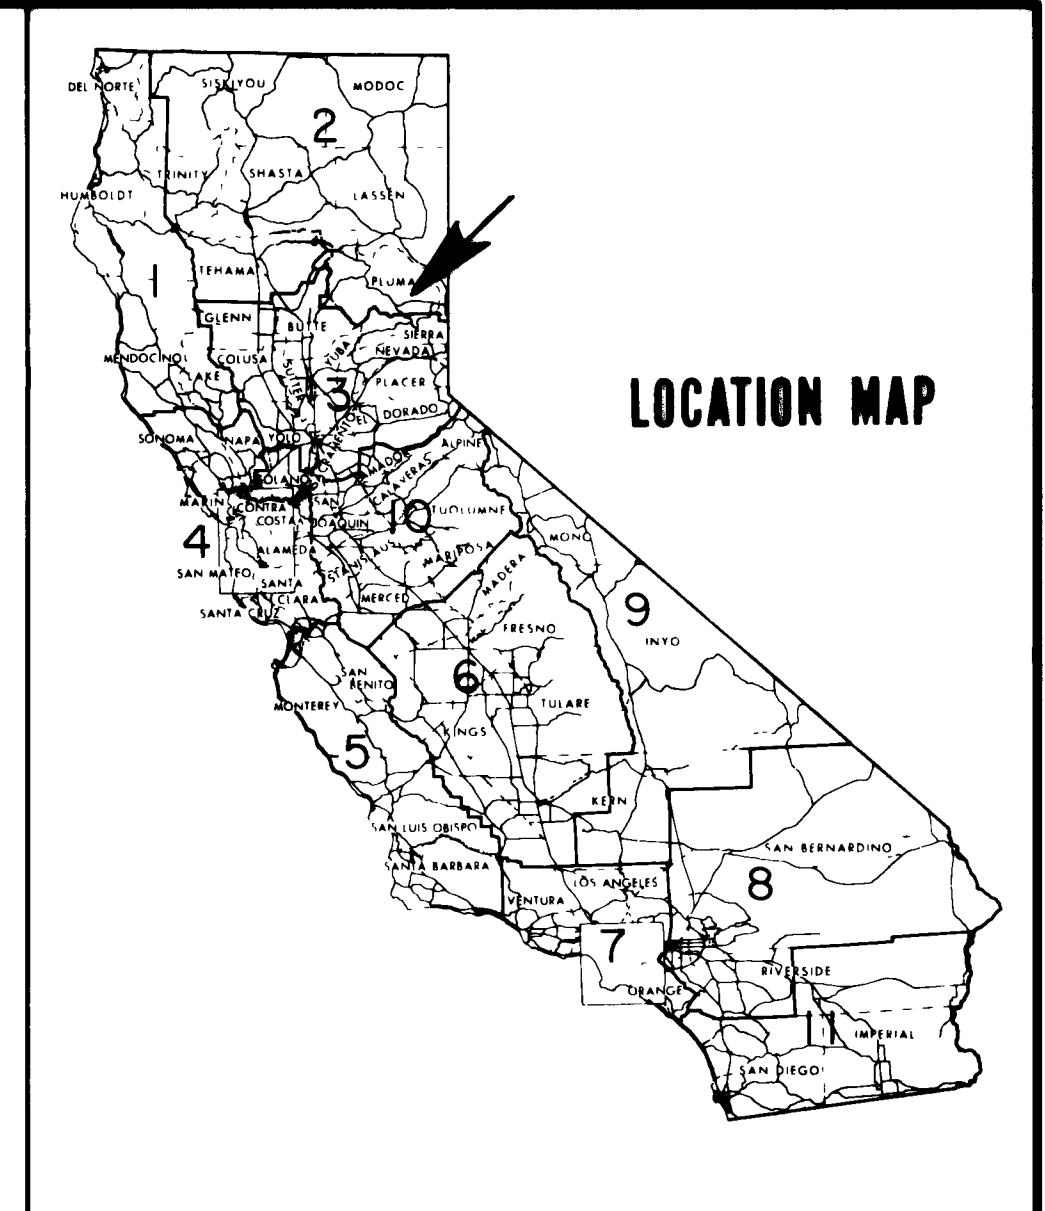 DEL NORTE
SISKIYOU
MODOC
2
TRINITY
SHASTA
HUMBOLDT
LASSEN
1
TEHAMA
PLUMA
GLENN
BUTTE
SIERRA
YUBA
NEVADA
MENDOCINO
COLUSA
LAKE
SUTTER
PLACER
3
EL DORADO
LOCATION MAP
SONOMA
NAPA
YOLO
SACRAMENTO
ALPINE
AMADOR
SOLANO
CALAVERAS
MARIN
CONTRA
COSTA
SAN
JOAQUIN
10
TUOLUMNE
4
ALAMEDA
STANISLAUS
MARIPOSA
MONO
SAN MATEO
SANTA
CLARA
MADERA
MERCED
SANTA CRUZ
9
FRESNO
INYO
SAN
BENITO
6
MONTEREY
TULARE
5
KINGS
KERN
SAN LUIS OBISPO
SAN BERNARDINO
SANTA BARBARA
LOS ANGELES
8
VENTURA
7
RIVERSIDE
ORANGE
11
IMPERIAL
SAN DIEGO